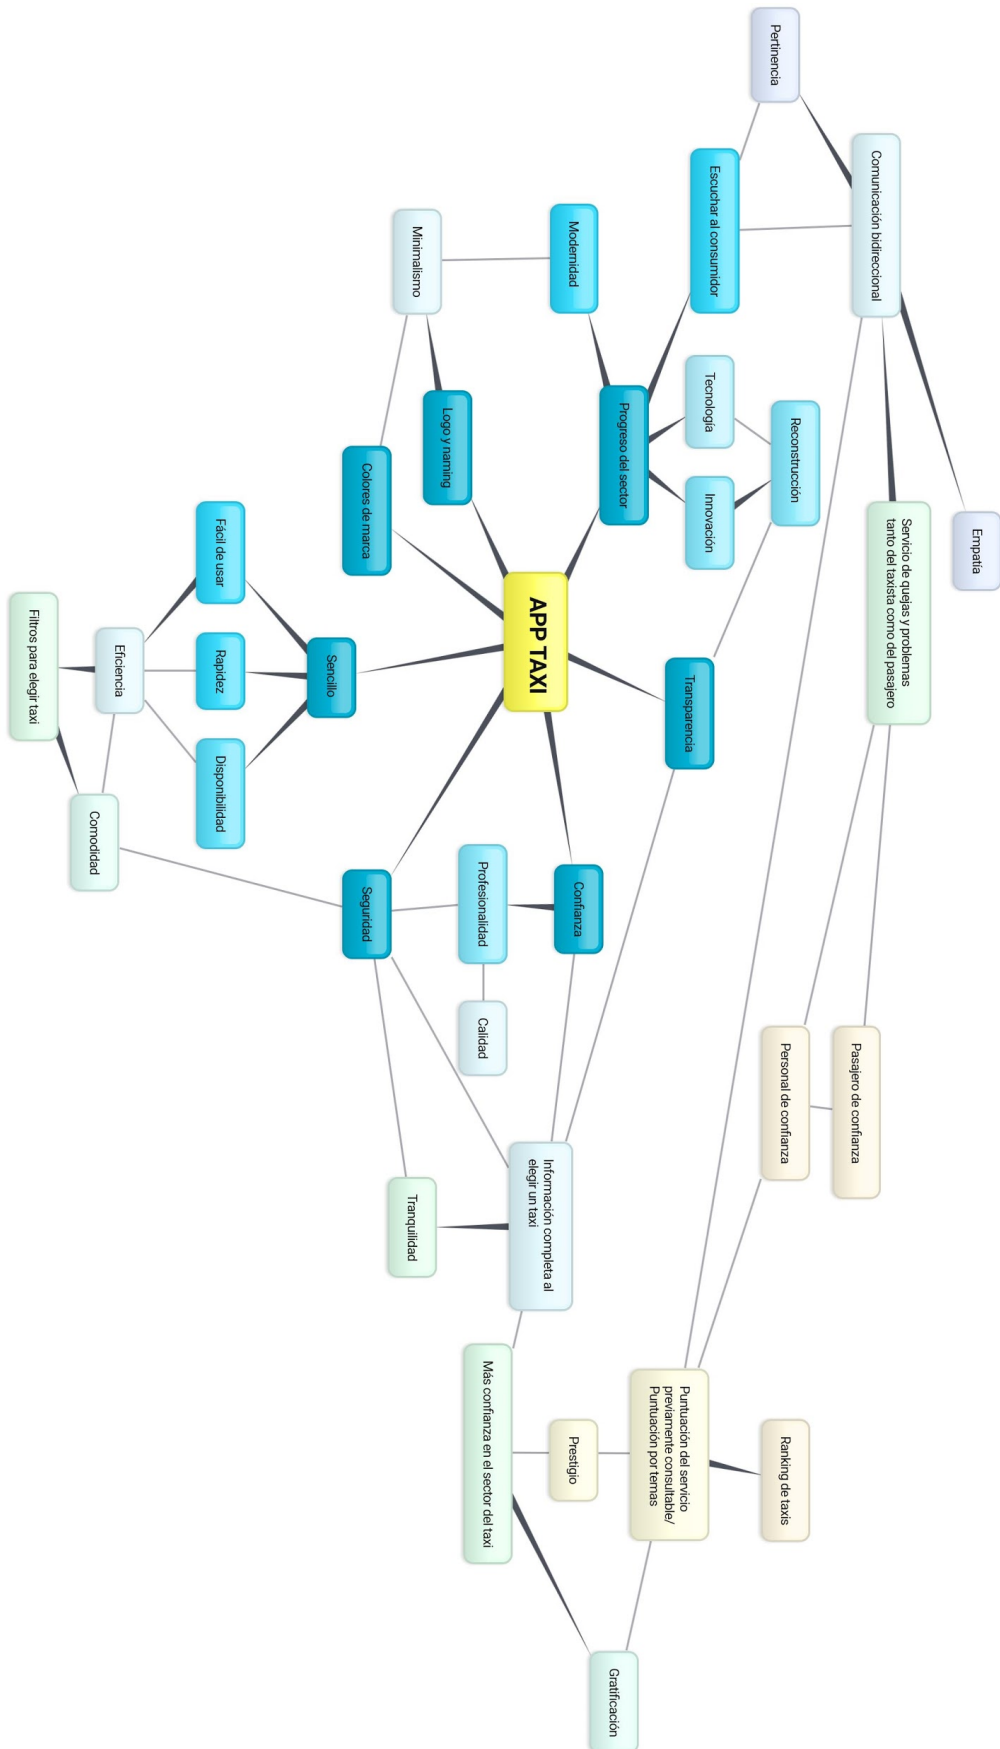 Empatía
Comunicación bidireccional
Pertinencia
Servicio de quejas y problemas
tanto del taxista como del pasajero
Pasajero de confianza
Personal de confianza
Ranking de taxis
Reconstrucción
Escuchar al consumidor
Tecnología
Innovación
Transparencia
Puntuación del servicio
previamente consultable/
Puntuación por temas
Progreso del sector
Gratificación
Modernidad
Confianza
Prestigio
APP TAXI
Información completa al
elegir un taxi
Profesionalidad
Calidad
Más confianza en el sector del taxi
Logo y naming
Minimalismo
Tranquilidad
Colores de marca
Seguridad
Sencillo
Fácil de usar
Rapidez
Disponibilidad
Eficiencia
Comodidad
Filtros para elegir taxi